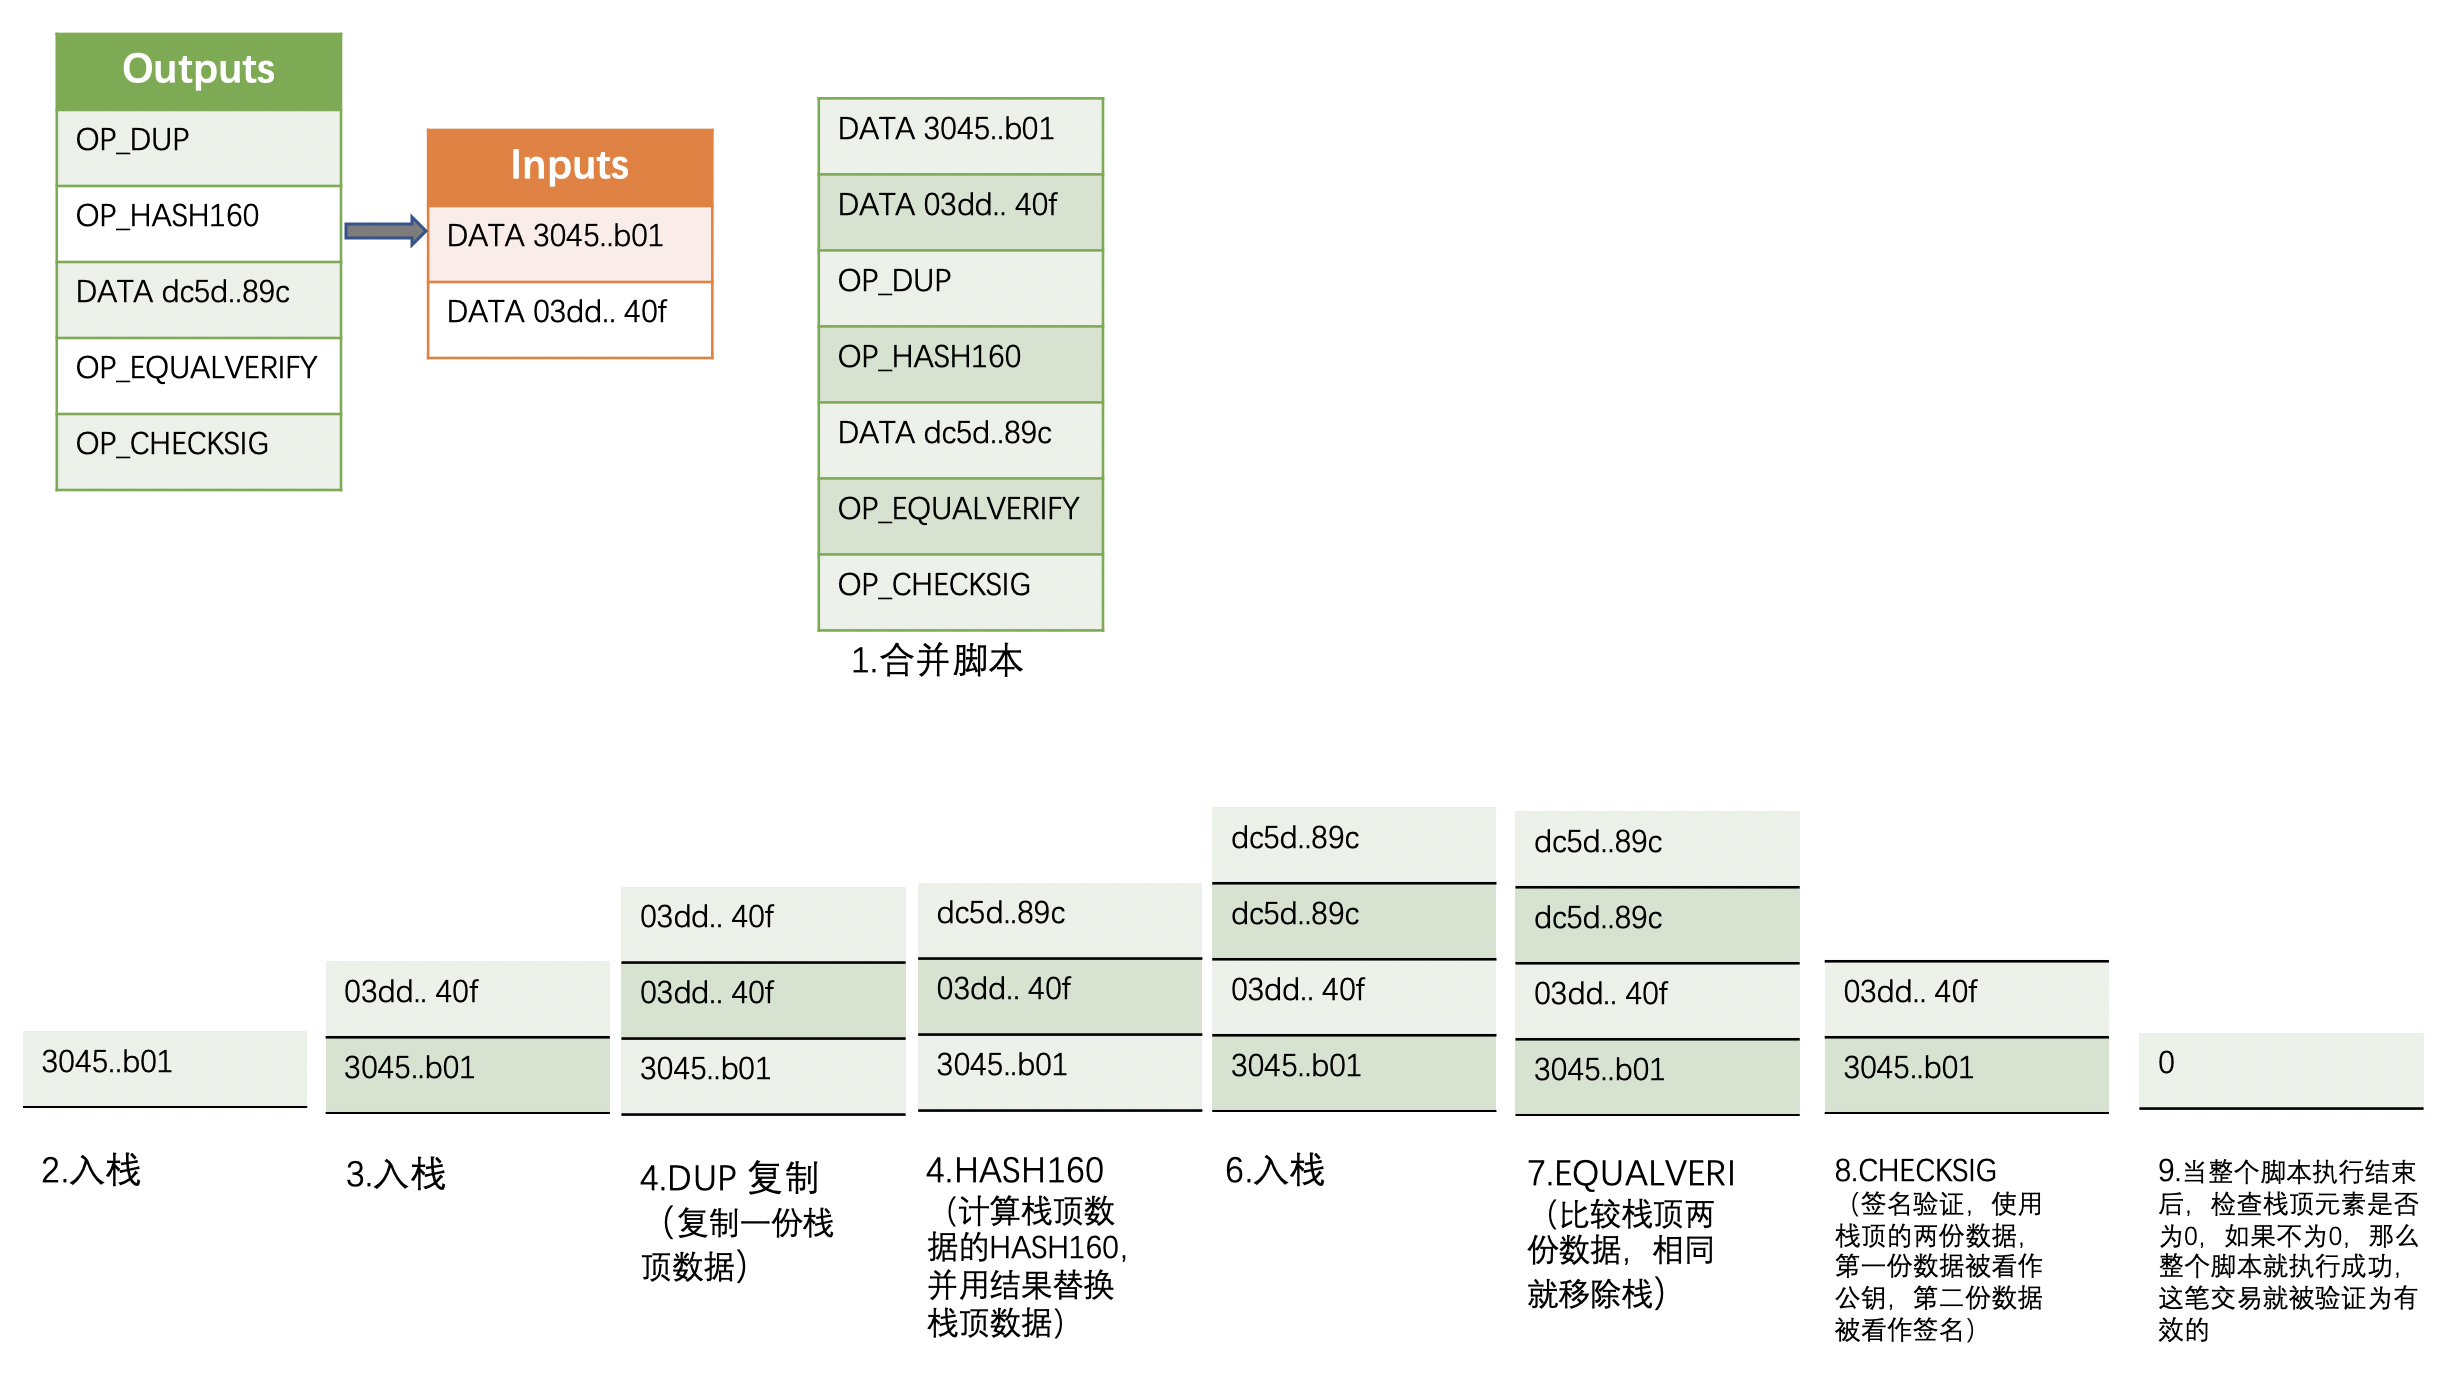 Outputs
OP_DUP
OP_HASH160
DATA dc5d..89c
OP_EQUALVERIFY
OP_CHECKSIG
Inputs
DATA 3045..b01
DATA 03dd.. 40f
DATA 3045..b01
DATA 03dd.. 40f
OP_DUP
OP_HASH160
DATA dc5d..89c
OP_EQUALVERIFY
OP_CHECKSIG
1.合并脚本
3045..b01
2.入栈
03dd.. 40f
3045..b01
3.入栈
03dd.. 40f
03dd.. 40f
3045..b01
4.DUP 复制
（复制一份栈
顶数据）
dc5d..89c
03dd.. 40f
3045..b01
4.HASH160
（计算栈顶数
据的HASH160，
并用结果替换
栈顶数据）
dc5d..89c
dc5d..89c
03dd.. 40f
3045..b01
6.入栈
dc5d..89c
dc5d..89c
03dd.. 40f
3045..b01
7.EQUALVERI
（比较栈顶两
份数据，相同
就移除栈）
03dd.. 40f
3045..b01
8.CHECKSIG
（签名验证，使用
栈顶的两份数据，
第一份数据被看作
公钥，第二份数据
被看作签名）
0
9.当整个脚本执行结束
后，检查栈顶元素是否
为0，如果不为0，那么
整个脚本就执行成功，
这笔交易就被验证为有
效的